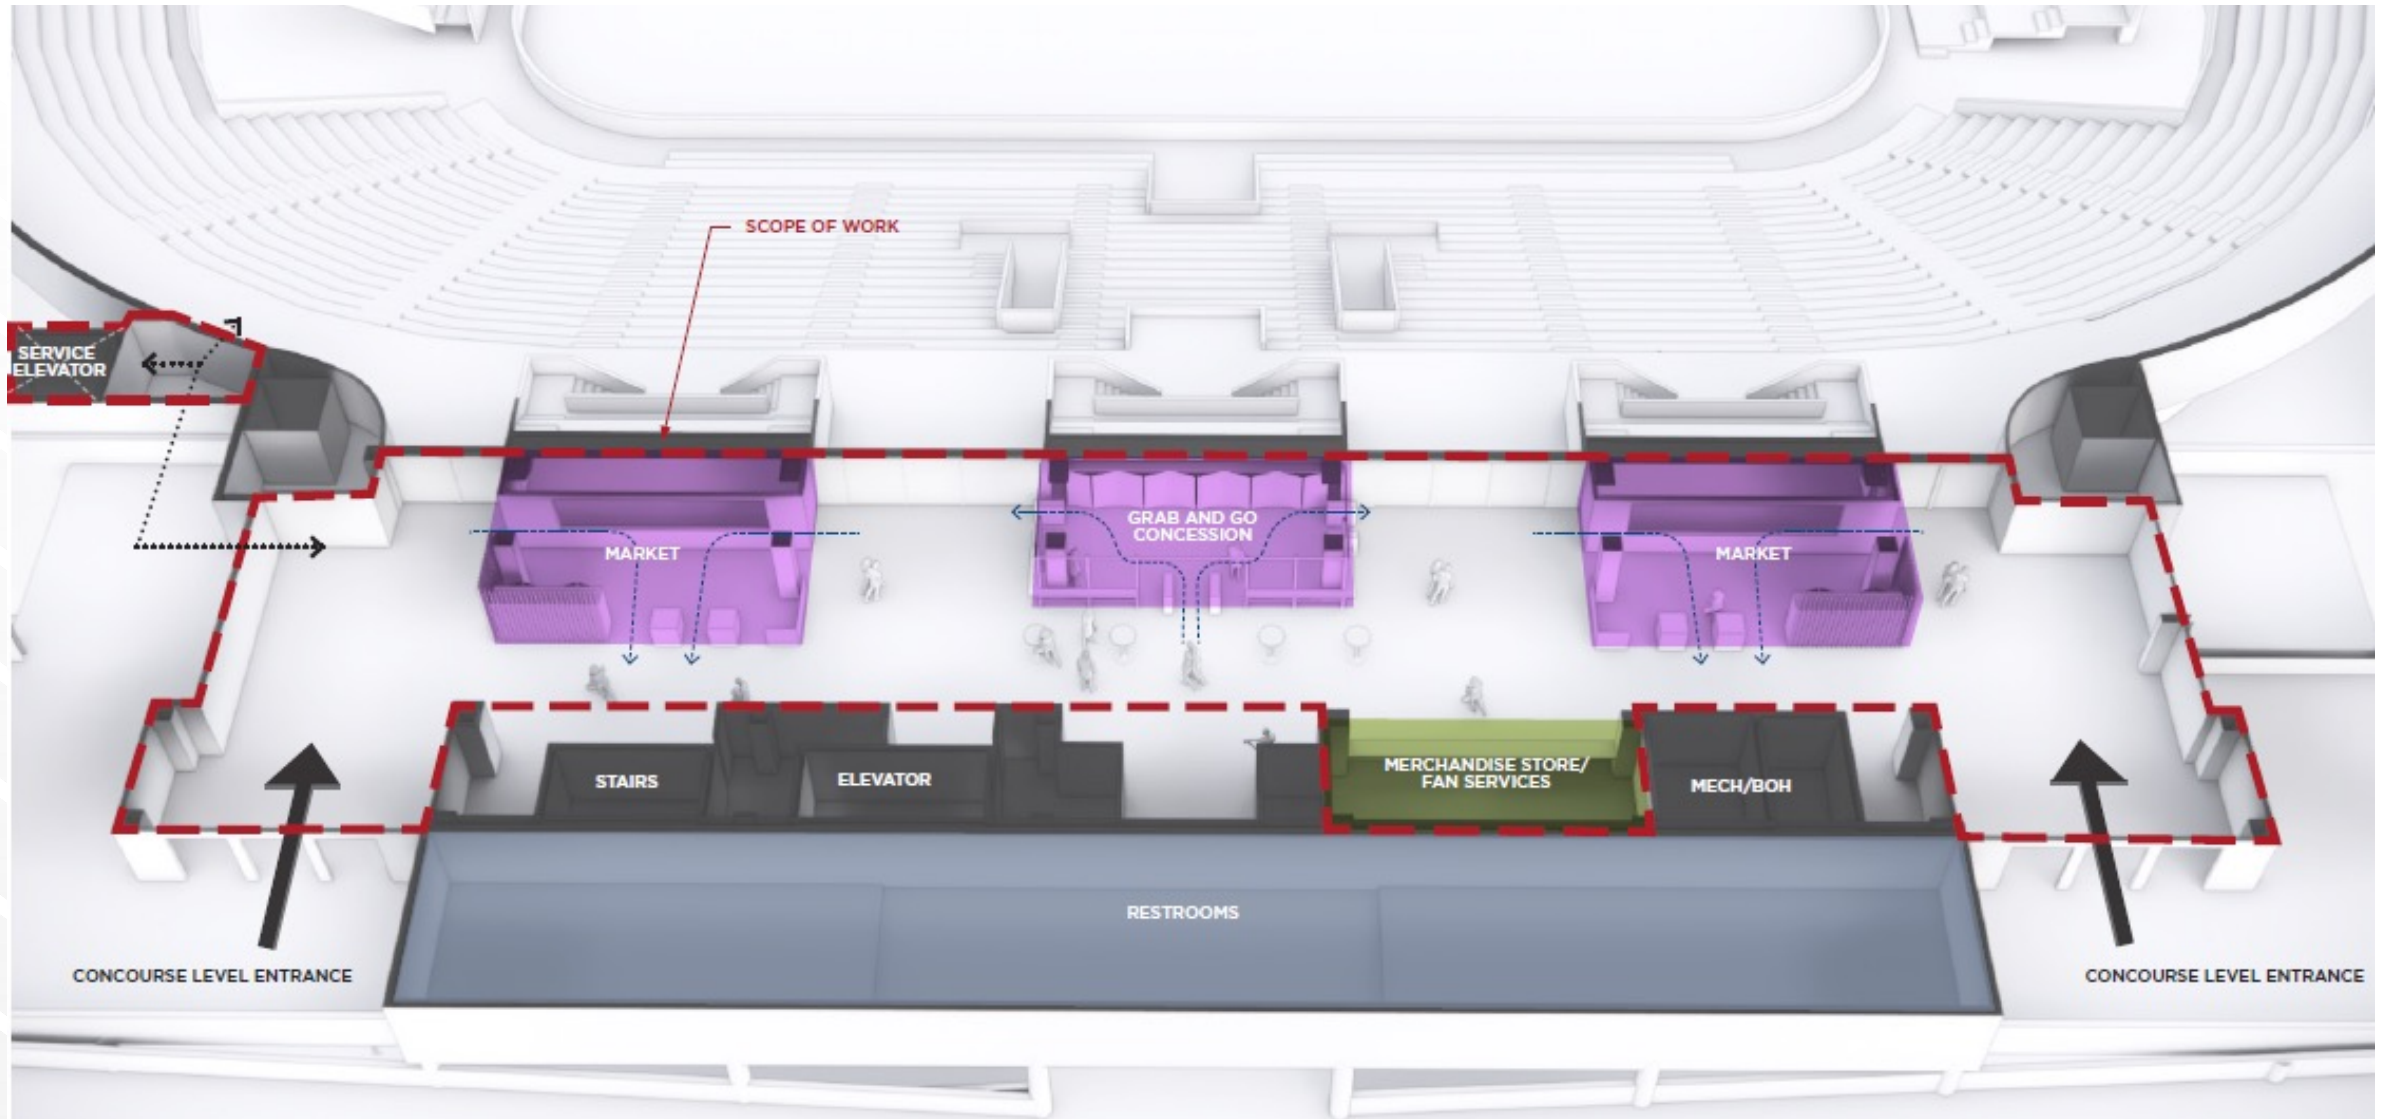 SCOPE OF WORK
SERVICE
ELEVATOR
MARKET
GRAB AND GO
CONCESSION
MARKET
STAIRS
ELEVATOR
MERCHANDISE STORE/
FAN SERVICES
MECH/BOH
RESTROOMS
CONCOURSE LEVEL ENTRANCE
CONCOURSE LEVEL ENTRANCE